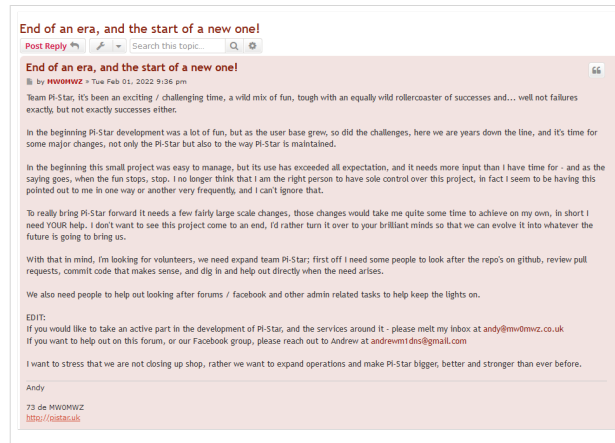 End of an era, and the start of a new one!
Post Reply
Search this topic…
End of an era, and the start of a new one!
by MW0MWZ » Tue Feb 01, 2022 9:36 pm
Team Pi-Star, it's been an exciting / challenging time, a wild mix of fun, tough with an equally wild rollercoaster of successes and... well not failures
exactly, but not exactly successes either.
In the beginning Pi-Star development was a lot of fun, but as the user base grew, so did the challenges, here we are years down the line, and it's time for
some major changes, not only the Pi-Star but also to the way Pi-Star is maintained.
In the beginning this small project was easy to manage, but its use has exceeded all expectation, and it needs more input than I have time for - and as the
saying goes, when the fun stops, stop. I no longer think that I am the right person to have sole control over this project, in fact I seem to be having this
pointed out to me in one way or another very frequently, and I can't ignore that.
To really bring Pi-Star forward it needs a few fairly large scale changes, those changes would take me quite some time to achieve on my own, in short I
need YOUR help. I don't want to see this project come to an end, I'd rather turn it over to your brilliant minds so that we can evolve it into whatever the
future is going to bring us.
With that in mind, I'm looking for volunteers, we need expand team Pi-Star; first off I need some people to look after the repo's on github, review pull
requests, commit code that makes sense, and dig in and help out directly when the need arises.
We also need people to help out looking after forums / facebook and other admin related tasks to help keep the lights on.
EDIT:
If you would like to take an active part in the development of Pi-Star, and the services around it - please melt my inbox at andy@mw0mwz.co.uk
If you want to help out on this forum, or our Facebook group, please reach out to Andrew at andrewm1dns@gmail.com
I want to stress that we are not closing up shop, rather we want to expand operations and make Pi-Star bigger, better and stronger than ever before.
Andy
73 de MW0MWZ
http://pistar.uk